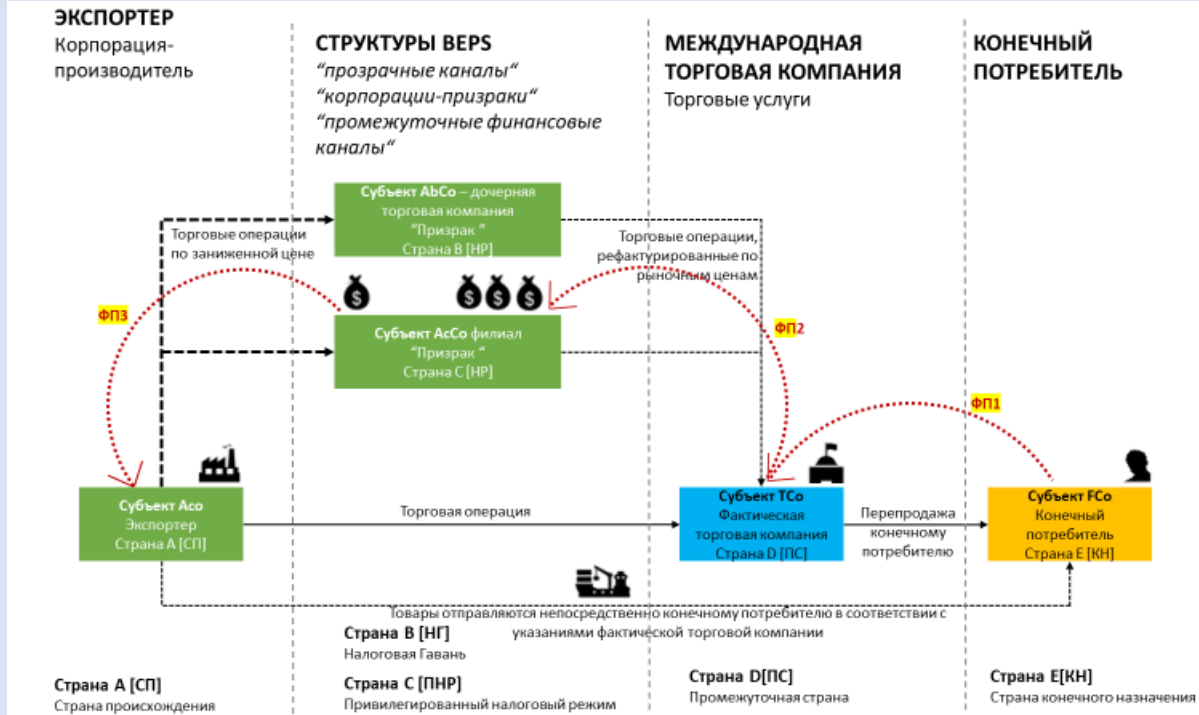 ЭКСПОРТЕР
Корпорация-
производитель
СТРУКТУРЫ BEPS
“прозрачные каналы“
“корпорации-призраки“
“промежуточные финансовые
каналы“
МЕЖДУНАРОДНАЯ
ТОРГОВАЯ КОМПАНИЯ
Торговые услуги
КОНЕЧНЫЙ
ПОТРЕБИТЕЛЬ
Субъект AbCo – дочерняя
торговая компания
“Призрак “
Страна B [НР]
Торговые операции
по заниженной цене
Торговые операции,
рефактурированные по
рыночным ценам
$
$ $ $
ФП3
Субъект AcCo филиал
“Призрак “
Страна C [НР]
ФП2
ФП1
Субъект Aco
Экспортер
Страна A [СП]
Торговая операция
Субъект TCo
Фактическая
торговая компания
Страна D [ПС]
Перепродажа
конечному
потребителю
Субъект FCo
Конечный
потребитель
Страна E [КН]
Товары отправляются непосредственно конечному потребителю в соответствии с
указаниями фактической торговой компании
Страна A [СП]
Страна происхождения
Страна B [НГ]
Налоговая Гавань
Страна C [ПНР]
Привилегированный налоговый режим
Страна D[ПС]
Промежуточная страна
Страна E[КН]
Страна конечного назначения